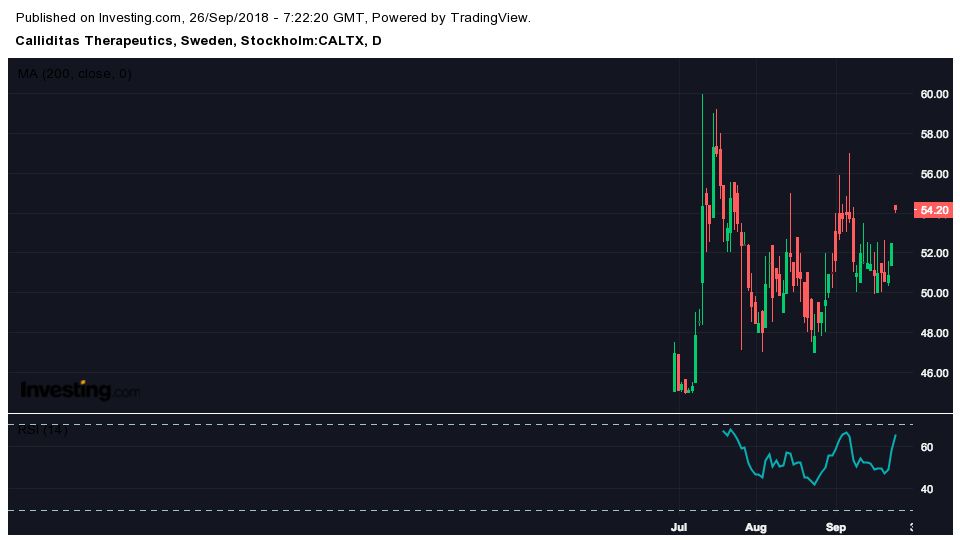 Published on Investing.com, 26/Sep/2018 - 7:22:20 GMT, Powered by TradingView.
Calliditas Therapeutics, Sweden, Stockholm:CALTX, D
MA (200, close, 0)
60.00
58.00
56.00
54.20
52.00
50.00
48.00
46.00
Investing.com
RSI (14)
60
40
Jul Aug Sep